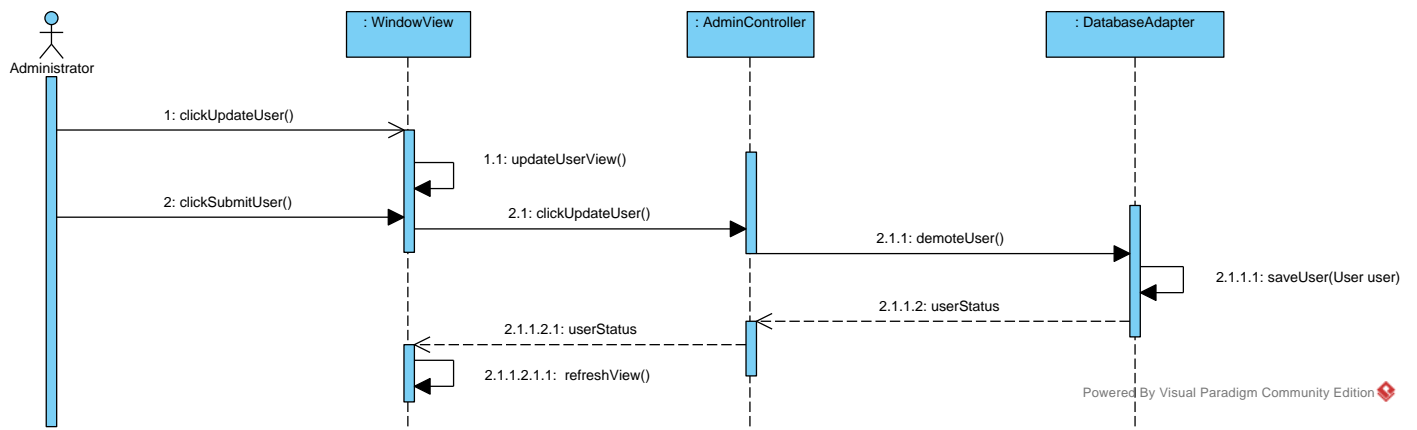 : WindowView
: AdminController
: DatabaseAdapter
Administrator
1: clickUpdateUser()
1.1: updateUserView()
2: clickSubmitUser()
2.1: clickUpdateUser()
2.1.1: demoteUser()
2.1.1.1: saveUser(User user)
2.1.1.2: userStatus
2.1.1.2.1: userStatus
2.1.1.2.1.1:  refreshView()
Powered By Visual Paradigm Community Edition